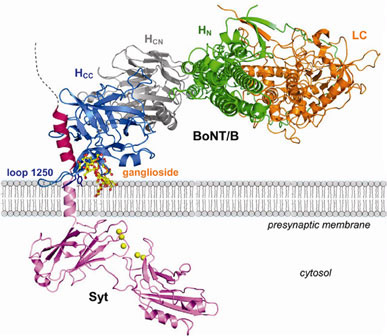 H_CN
H_N
LC
H_CC
BoNT/B
loop 1250
ganglioside
presynaptic membrane
cytosol
Syt